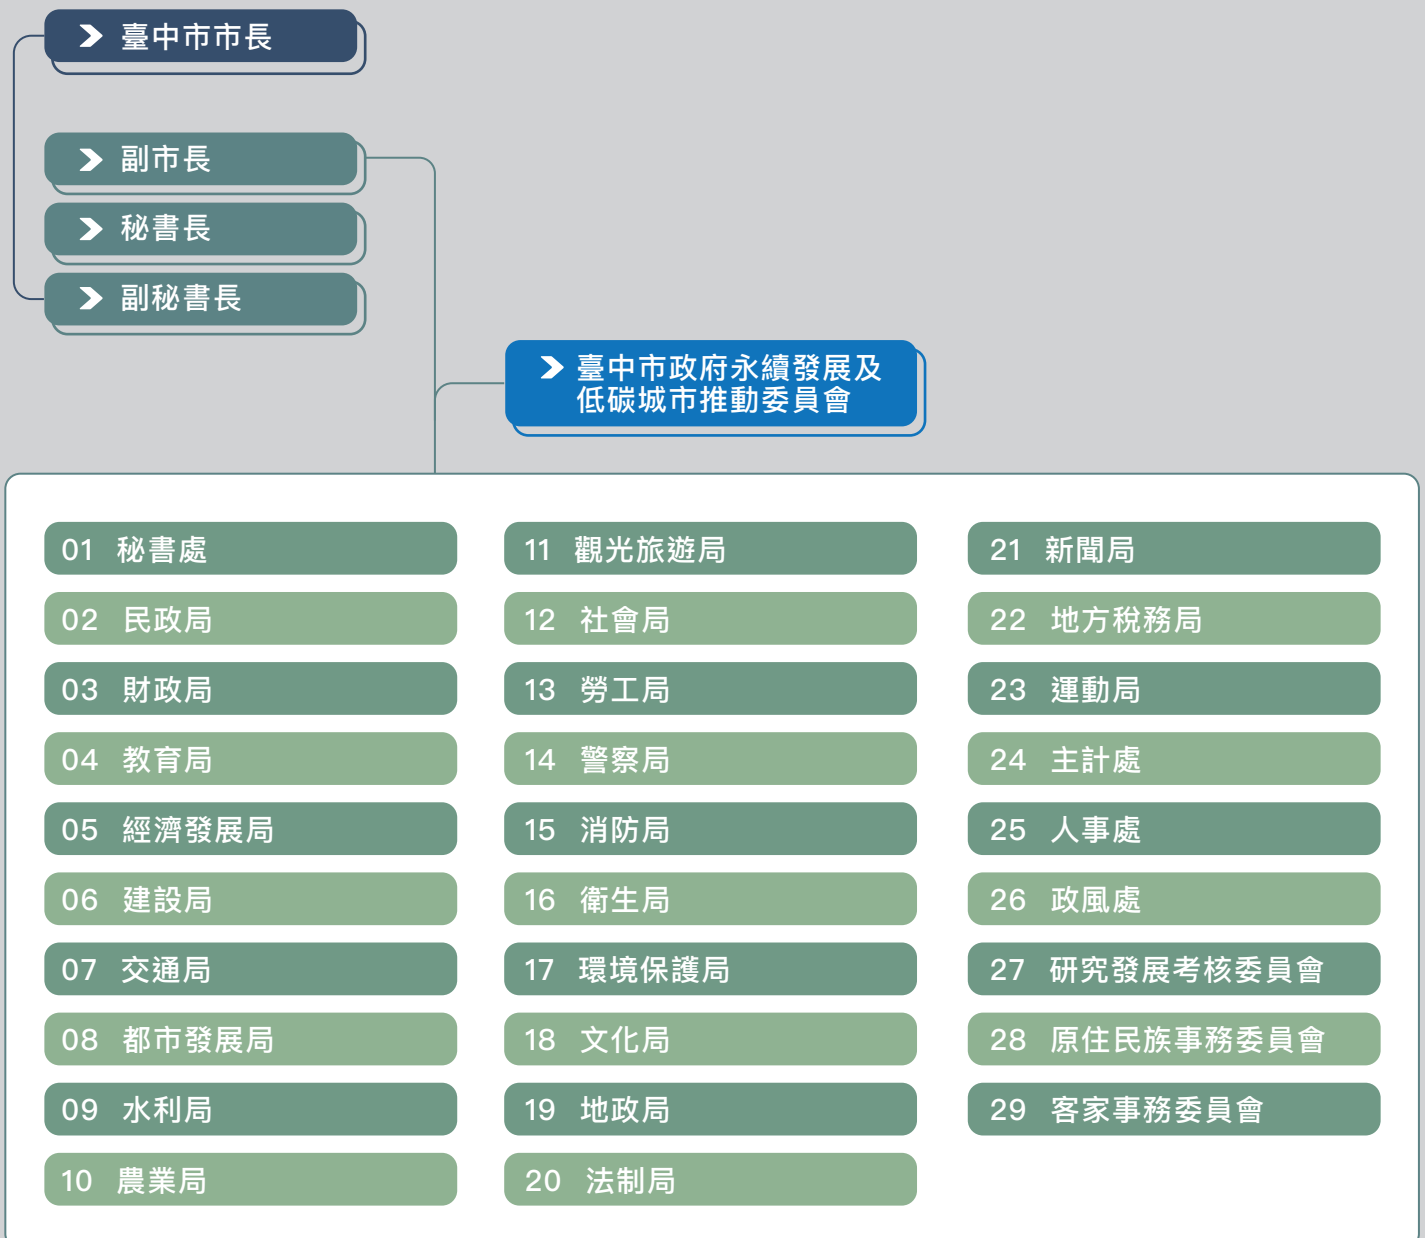 臺中市市長
副市長
秘書長
副秘書長
臺中市政府永續發展及
低碳城市推動委員會
01 秘書處
02 民政局
03 財政局
04 教育局
05 經濟發展局
06 建設局
07 交通局
08 都市發展局
09 水利局
10 農業局
11 觀光旅遊局
12 社會局
13 勞工局
14 警察局
15 消防局
16 衛生局
17 環境保護局
18 文化局
19 地政局
20 法制局
21 新聞局
22 地方稅務局
23 運動局
24 主計處
25 人事處
26 政風處
27 研究發展考核委員會
28 原住民族事務委員會
29 客家事務委員會